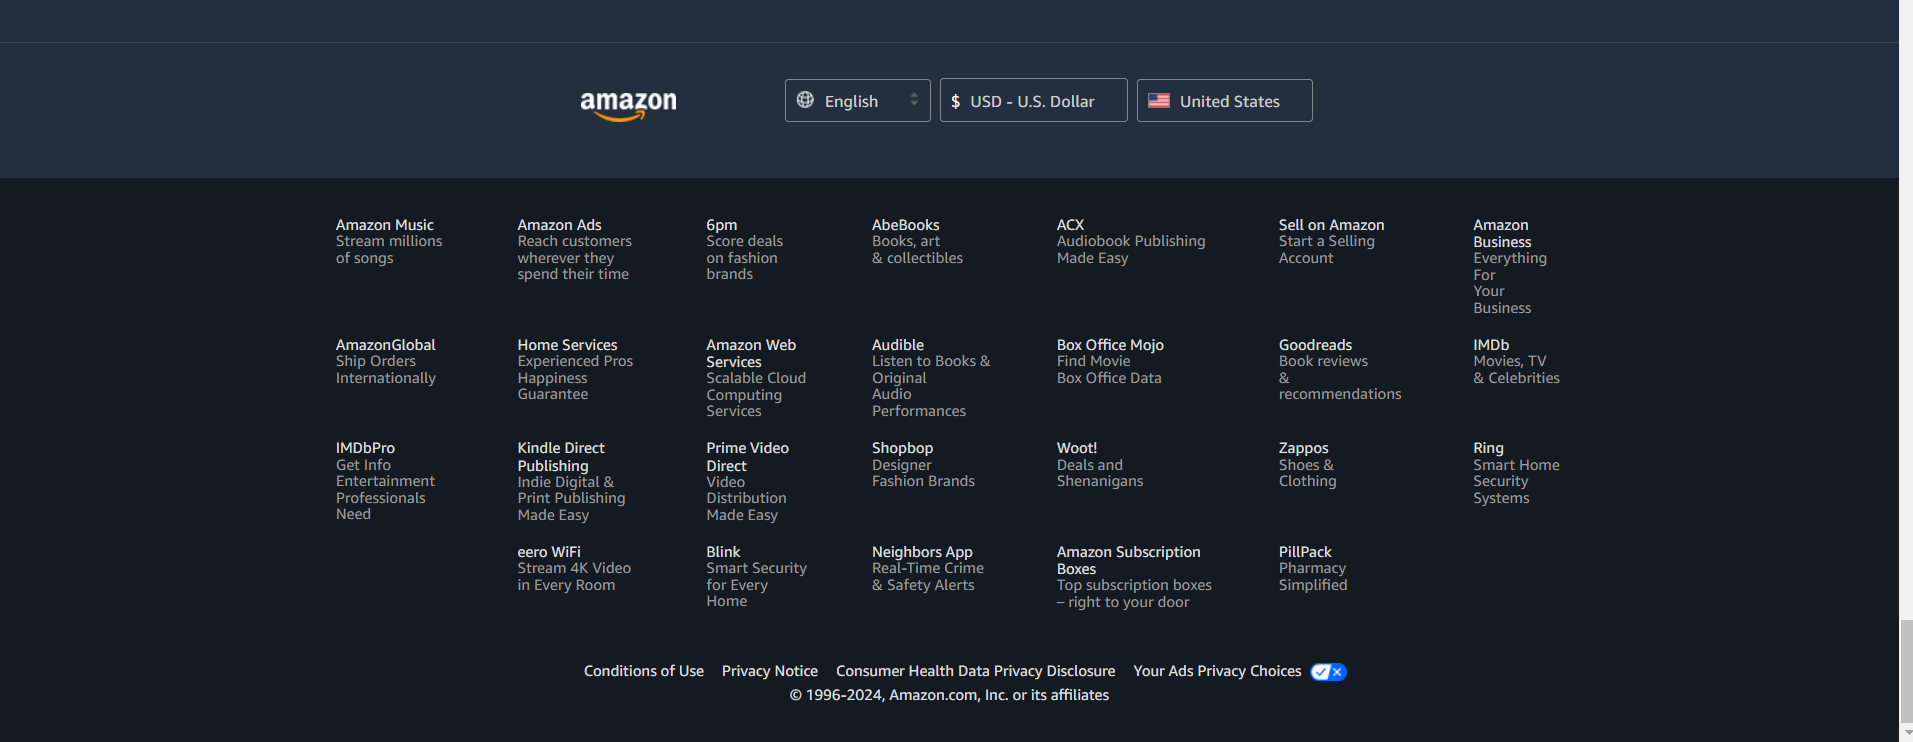 amazon
English
$ USD - U.S. Dollar
United States
Amazon Music
Stream millions
of songs
Amazon Ads
Reach customers
wherever they
spend their time
6pm
Score deals
on fashion
brands
AbeBooks
Books, art
& collectibles
ACX
Audiobook Publishing
Made Easy
Sell on Amazon
Start a Selling
Account
Amazon
Business
Everything
For
Your
Business
AmazonGlobal
Ship Orders
Internationally
Home Services
Experienced Pros
Happiness
Guarantee
Amazon Web
Services
Scalable Cloud
Computing
Services
Audible
Listen to Books &
Original
Audio
Performances
Box Office Mojo
Find Movie
Box Office Data
Goodreads
Book reviews
&
recommendations
IMDb
Movies, TV
& Celebrities
IMDbPro
Get Info
Entertainment
Professionals
Need
Kindle Direct
Publishing
Indie Digital &
Print Publishing
Made Easy
Prime Video
Direct
Video
Distribution
Made Easy
Shopbop
Designer
Fashion Brands
Woot!
Deals and
Shenanigans
Zappos
Shoes &
Clothing
Ring
Smart Home
Security
Systems
eero WiFi
Stream 4K Video
in Every Room
Blink
Smart Security
for Every
Home
Neighbors App
Real-Time Crime
& Safety Alerts
Amazon Subscription
Boxes
Top subscription boxes
– right to your door
PillPack
Pharmacy
Simplified
Conditions of Use Privacy Notice Consumer Health Data Privacy Disclosure Your Ads Privacy Choices
© 1996-2024, Amazon.com, Inc. or its affiliates